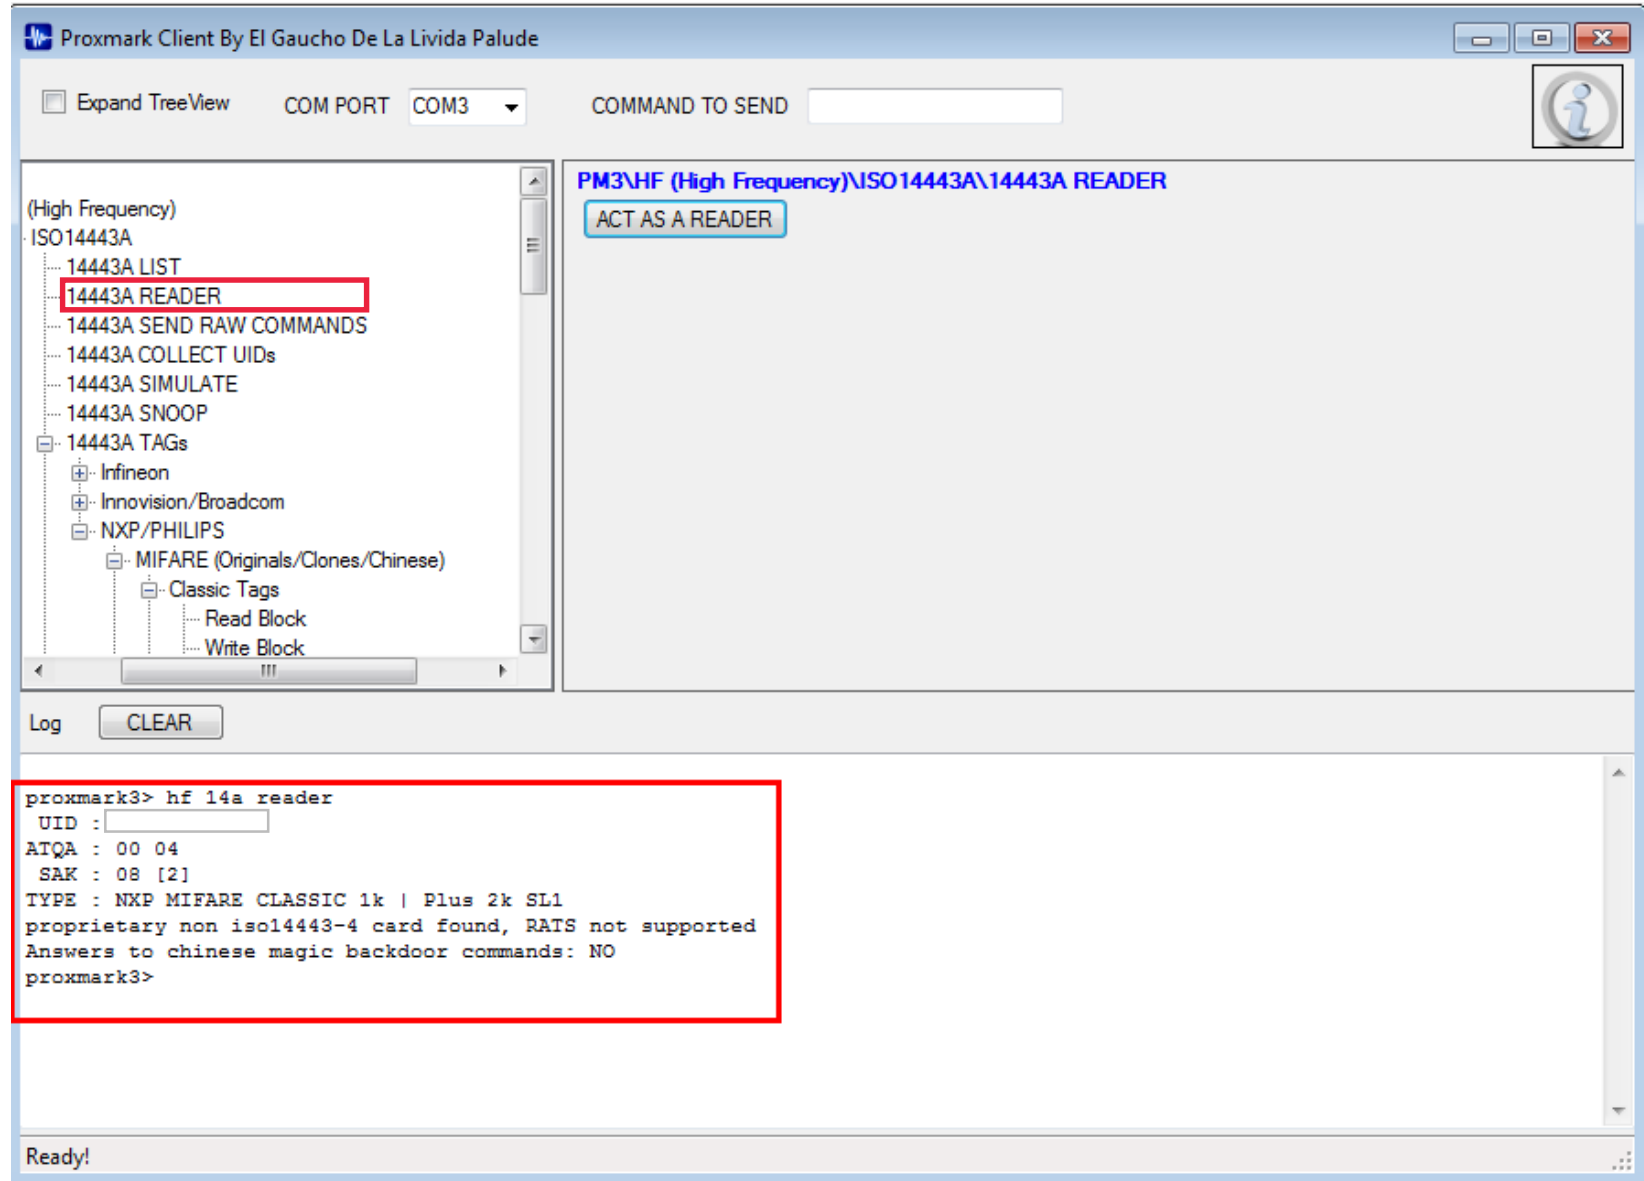 Proxmark Client By El Gaucho De La Livida Palude
Expand TreeView
COM PORT
COM3
COMMAND TO SEND
(High Frequency)
ISO14443A
14443A LIST
14443A READER
14443A SEND RAW COMMANDS
14443A COLLECT UIDs
14443A SIMULATE
14443A SNOOP
14443A TAGs
Infineon
Innovision/Broadcom
NXP/PHILIPS
MIFARE (Originals/Clones/Chinese)
Classic Tags
Read Block
Write Block
PM3\HF (High Frequency)\ISO14443A\14443A READER
ACT AS A READER
Log
CLEAR
proxmark3> hf 14a reader
UID :
ATQA : 00 04
SAK : 08 [2]
TYPE : NXP MIFARE CLASSIC 1k | Plus 2k SL1
proprietary non iso14443-4 card found, RATS not supported
Answers to chinese magic backdoor commands: NO
proxmark3>
Ready!